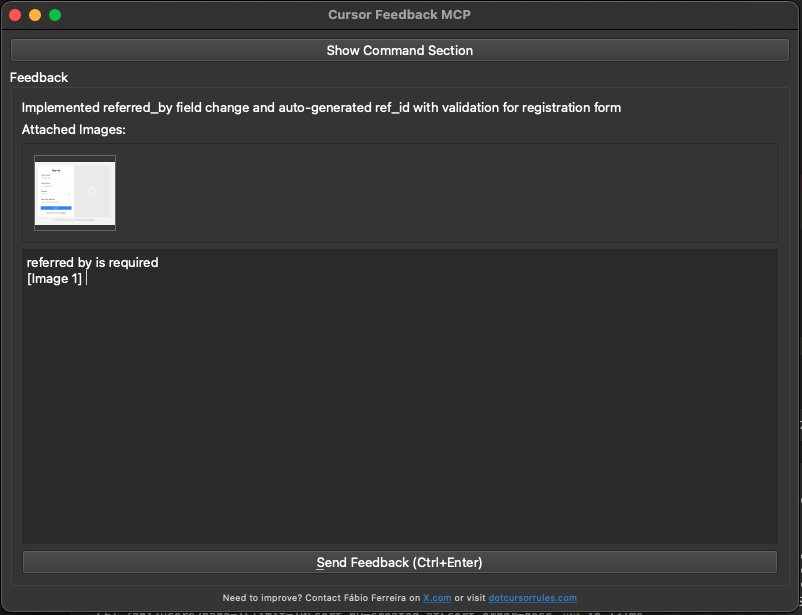 Cursor Feedback MCP
Show Command Section
Feedback
Implemented referred_by field change and auto-generated ref_id with validation for registration form
Attached Images:
referred by is required
[Image 1]
Send Feedback (Ctrl+Enter)
Need to improve? Contact Fábio Ferreira on X.com or visit dotcursorrules.com